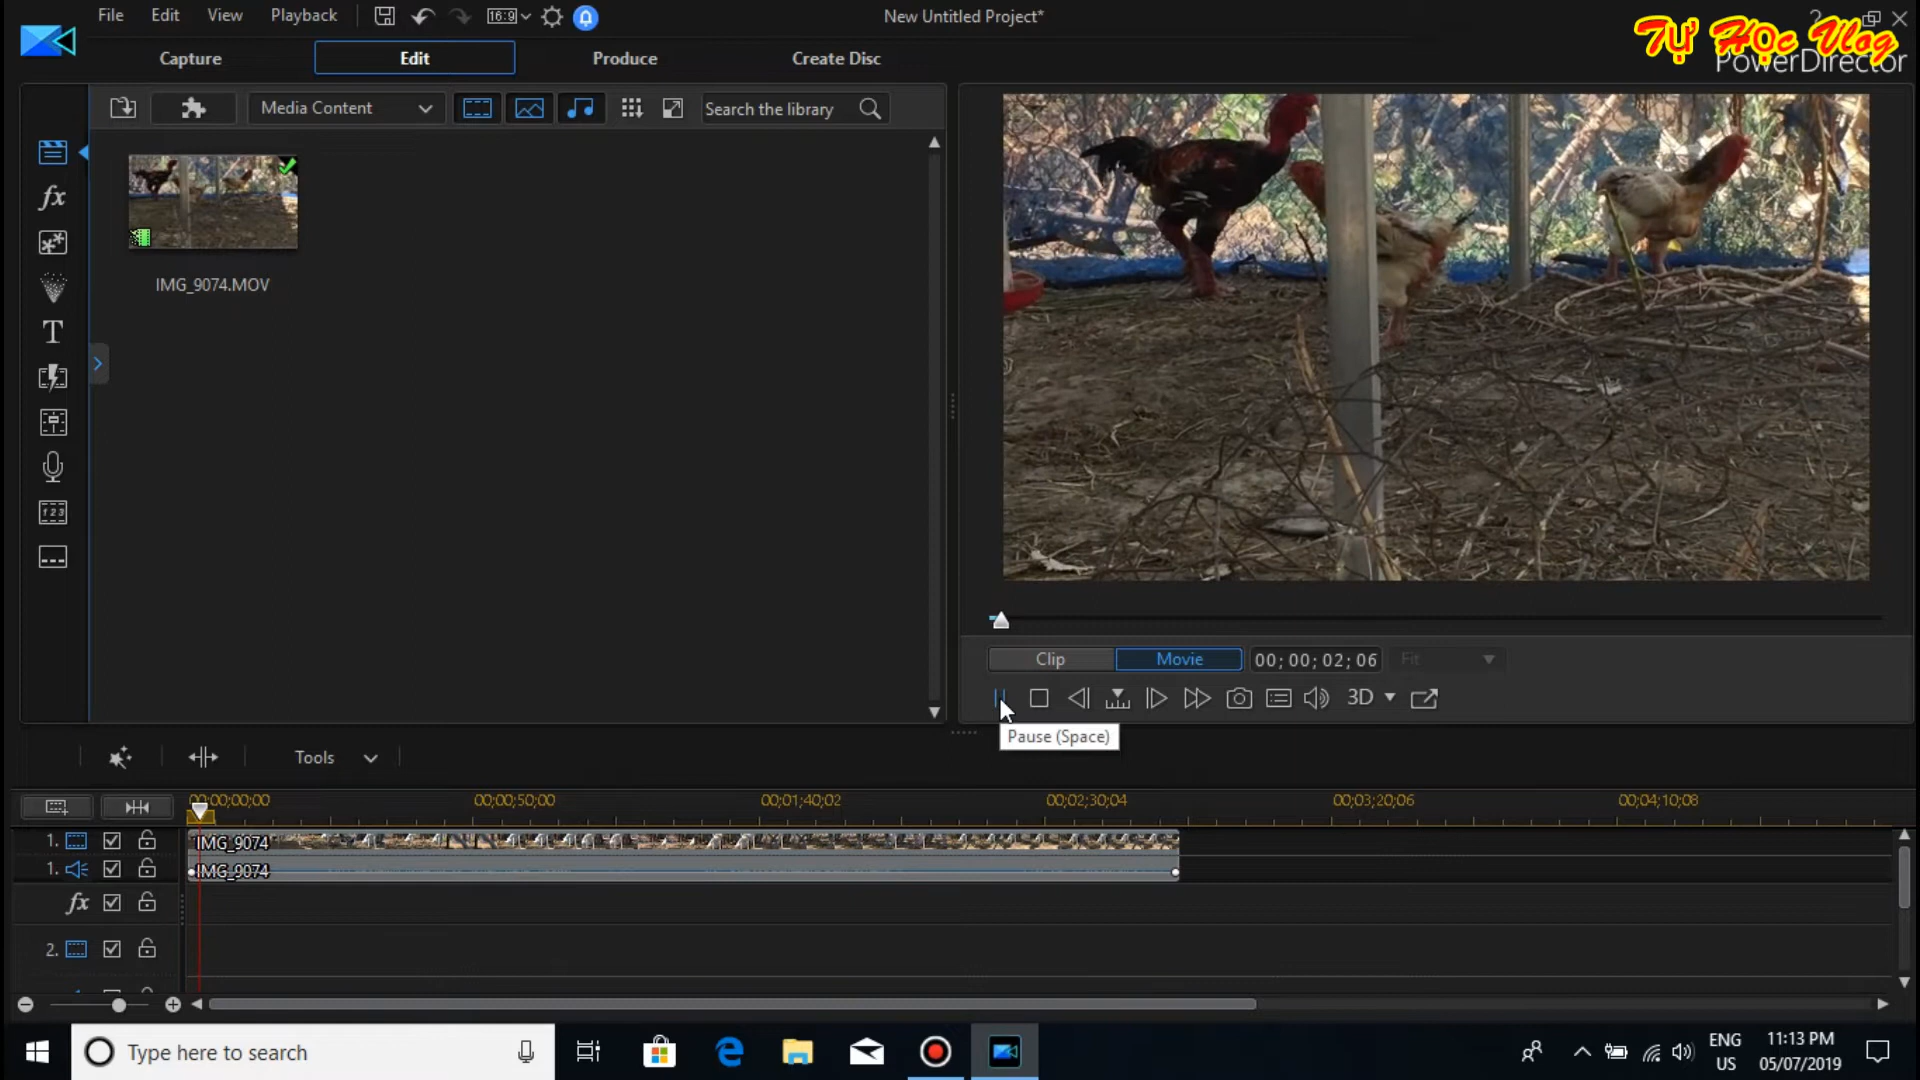 File Edit View Playback 16:9 New Untitled Project* ?
Tự Học Vlog
PowerDirector
Capture Edit Produce Create Disc
Media Content Search the library
fx
IMG_9074.MOV
T
1 2 3
Clip Movie 00; 00; 02; 06 Fit
3D
Pause (Space)
Tools
00;00;00;00 00;00;50;00 00;01;40;02 00;02;30;04 00;03;20;06 00;04;10;08
1. IMG_9074
1. IMG_9074
fx
2.
Type here to search
ENG 11:13 PM
US 05/07/2019